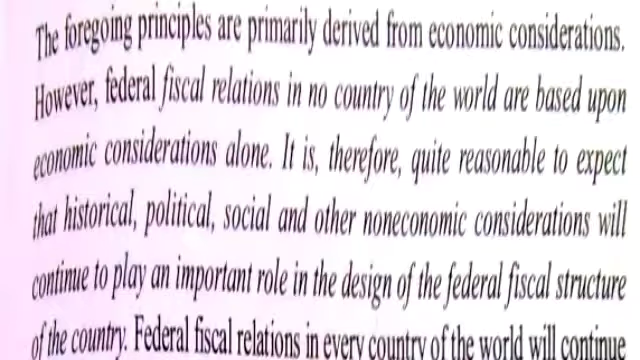 The foregoing principles are primarily derived from economic considerations.
However, federal fiscal relations in no country of the world are based upon
economic considerations alone. It is, therefore, quite reasonable to expect
that historical, political, social and other noneconomic considerations will
continue to play an important role in the design of the federal fiscal structure
of the country. Federal fiscal relations in every country of the world will continue